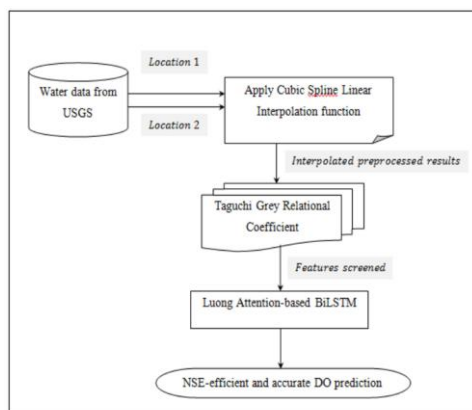 Location 1
Water data from
USGS
Location 2
Apply Cubic Spline Linear
Interpolation function
Interpolated preprocessed results
Taguchi Grey Relational
Coefficient
Features screened
Luong Attention-based BiLSTM
NSE-efficient and accurate DO prediction